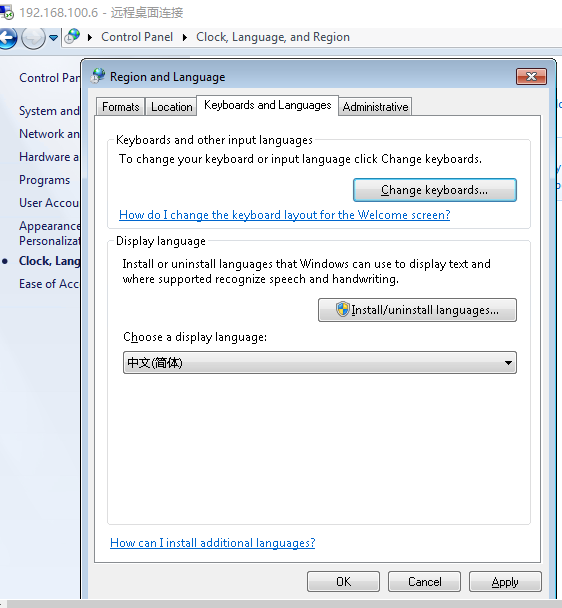 192.168.100.6 - 远程桌面连接
Control Panel
Clock, Language, and Region
Control Par
System and
Network an
Hardware a
Programs
User Accou
Appearance
Personalizat
Clock, Lang
Ease of Acc
Region and Language
Formats
Location
Keyboards and Languages
Administrative
Keyboards and other input languages
To change your keyboard or input language click Change keyboards.
Change keyboards...
How do I change the keyboard layout for the Welcome screen?
Display language
Install or uninstall languages that Windows can use to display text and
where supported recognize speech and handwriting.
Install/uninstall languages...
Choose a display language:
中文(简体)
How can I install additional languages?
OK
Cancel
Apply